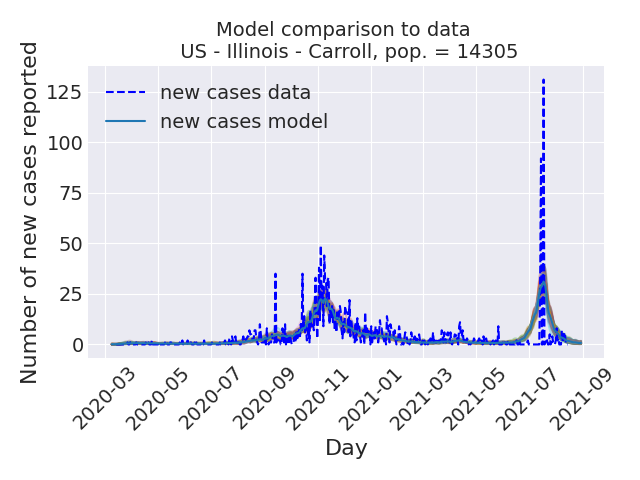 Model comparison to data
US - Illinois - Carroll, pop. = 14305
Number of new cases reported
125
100
75
50
25
0
new cases data
new cases model
2020-03
2020-05
2020-07
2020-09
2020-11
2021-01
2021-03
2021-05
2021-07
2021-09
Day